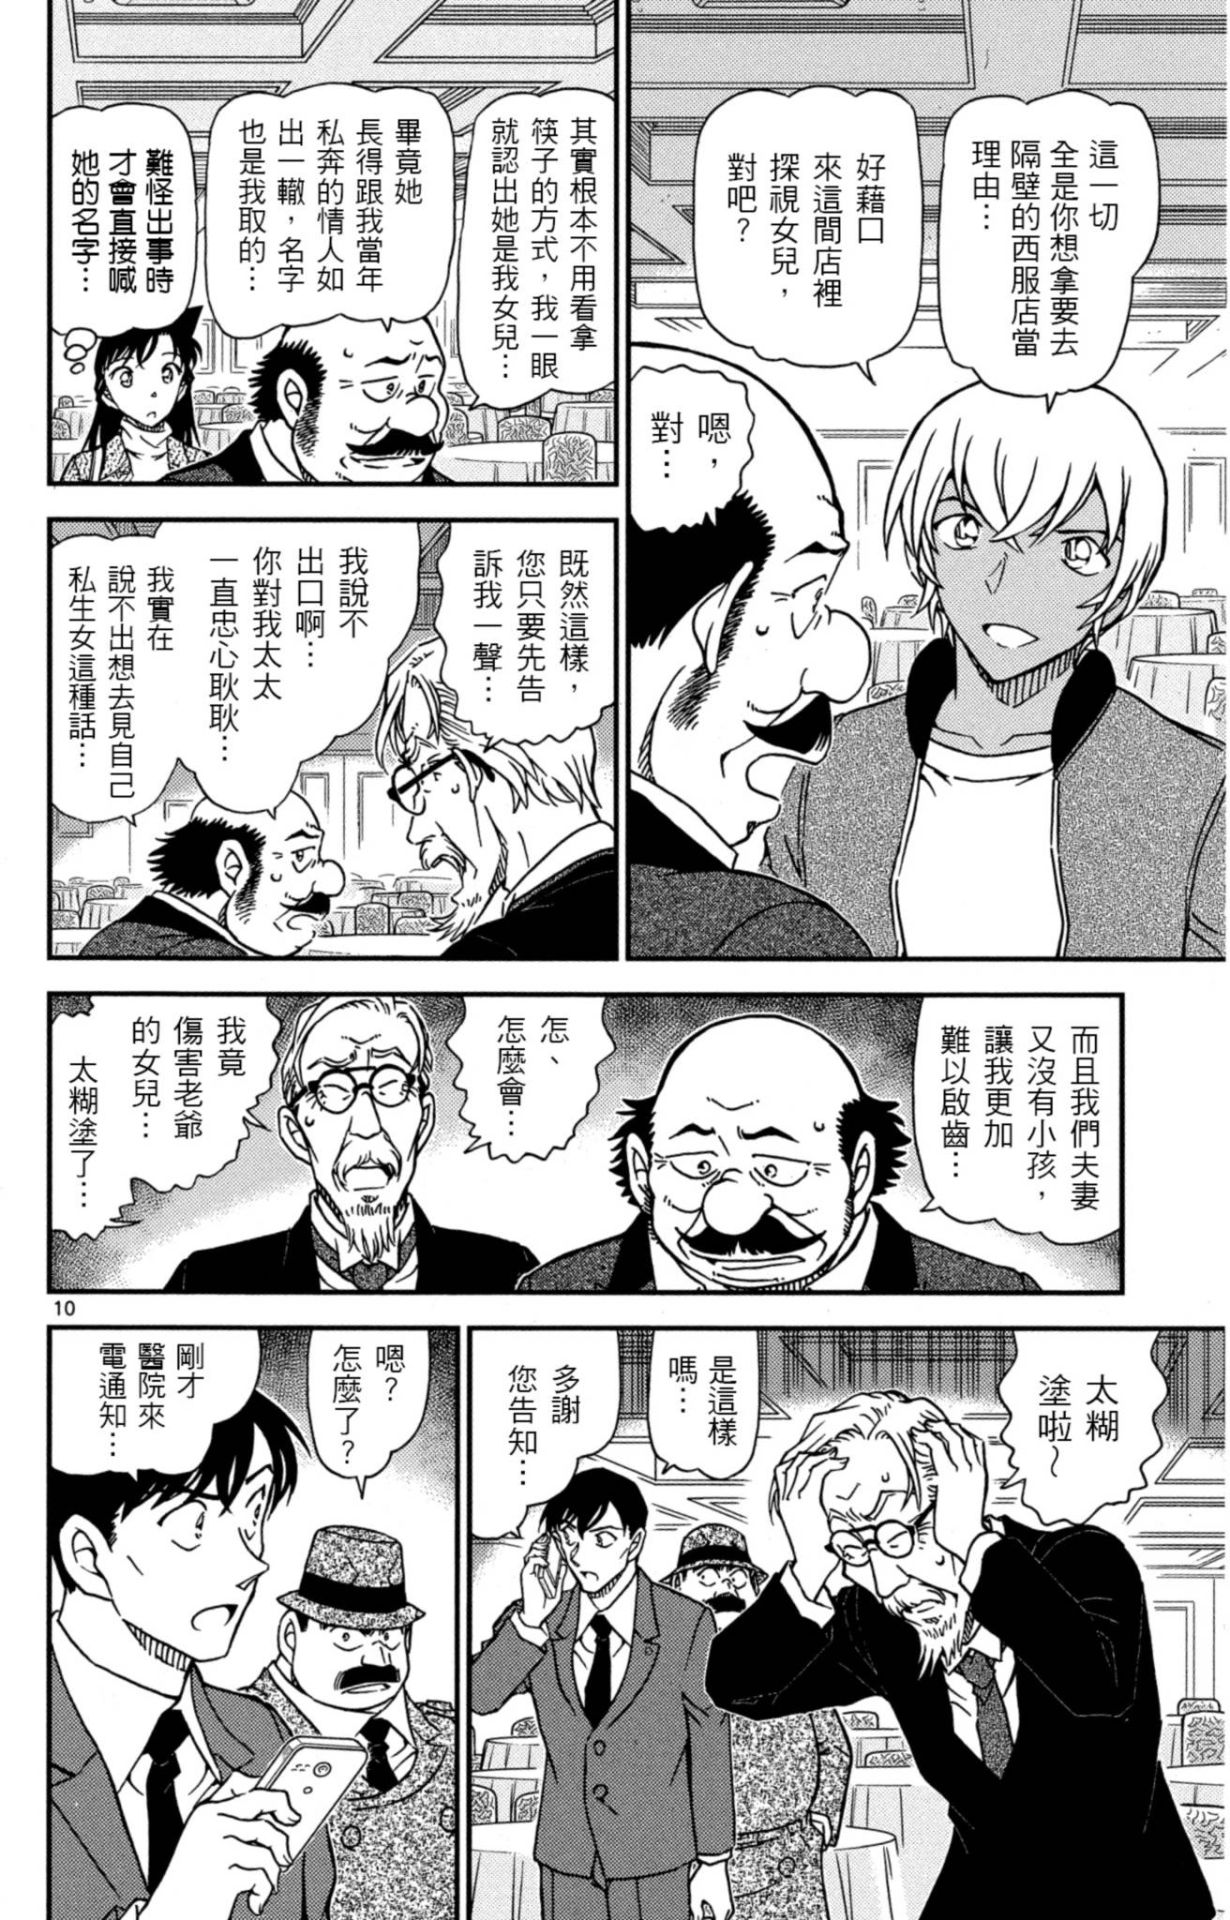 這一切
全是你想拿要去
隔壁的西服店當
理由…
好藉口
來這間店裡
探視女兒，
對吧？
嗯，
對…
其實根本不用看拿
筷子的方式，我一眼
就認出她是我女兒…
畢竟她
長得跟我當年
私奔的情人如
出一轍，名字
也是我取的…
難怪出事時
才會直接喊
她的名字…
既然這樣，
您只要先告
訴我一聲…
我說不
出口啊…
你對我太太
一直忠心耿耿…
我實在
說不出想去見自己
私生女這種話…
而且我們夫妻
又沒有小孩，
讓我更加
難以啟齒…
怎、
怎麼會…
我竟
傷害老爺
的女兒…
太糊塗了…
10
太糊
塗啦～
是這樣
嗎…
多謝
您告知…
嗯？
怎麼了？
剛才
醫院來
電通知…